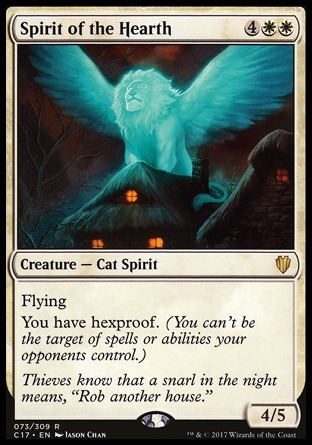 Spirit of the Hearth 4
Creature — Cat Spirit
Flying
You have hexproof. (You can't be
the target of spells or abilities your
opponents control.)
Thieves know that a snarl in the night
means, “Rob another house.”
4/5
073/309 R
C17 • EN Jason Chan
™ & © 2017 Wizards of the Coast